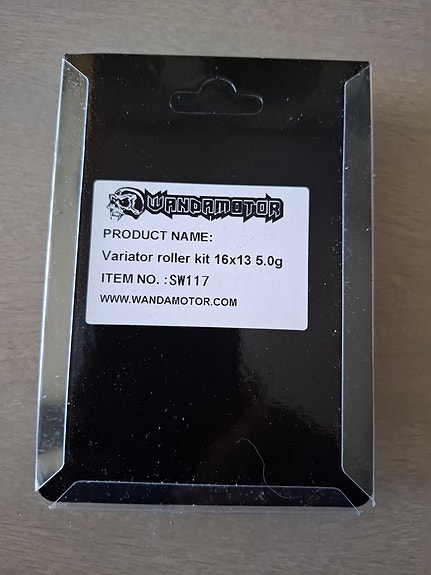 WANDAMOTOR
PRODUCT NAME:
Variator roller kit 16x13 5.0g
ITEM NO. :SW117
WWW.WANDAMOTOR.COM